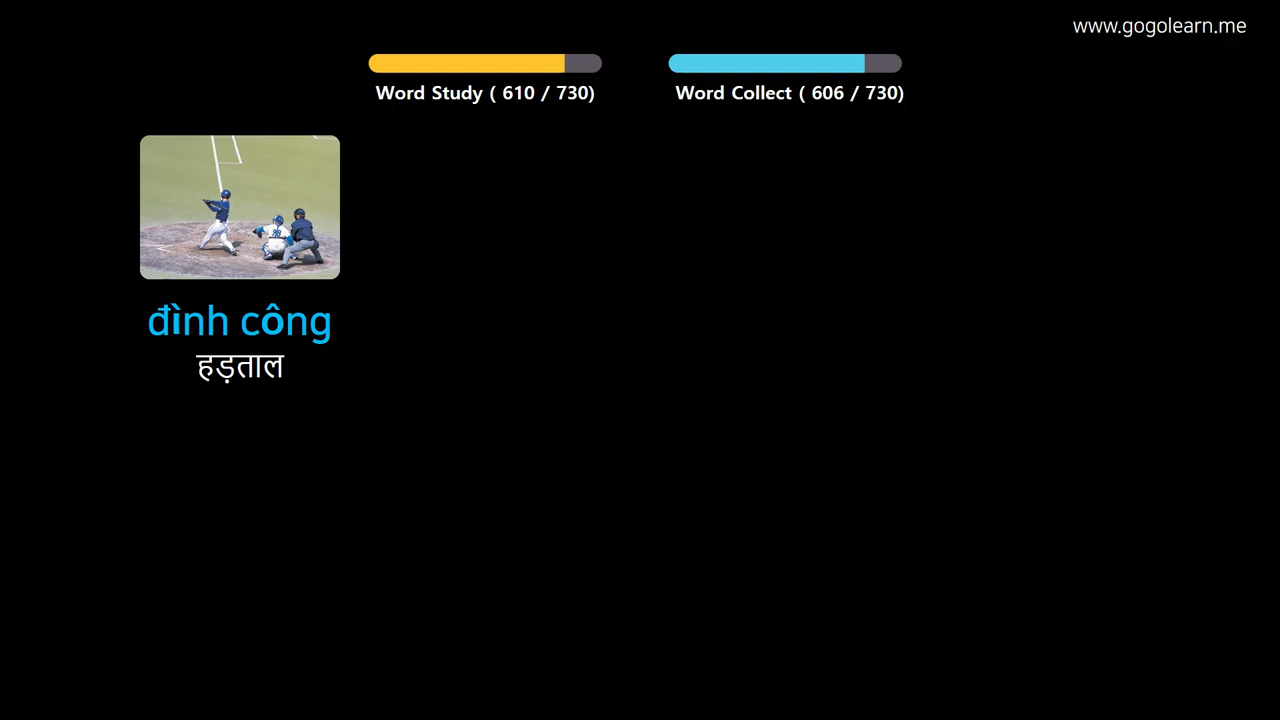 www.gogolearn.me
Word Study ( 610 / 730)
Word Collect ( 606 / 730)
đình công
हड़ताल